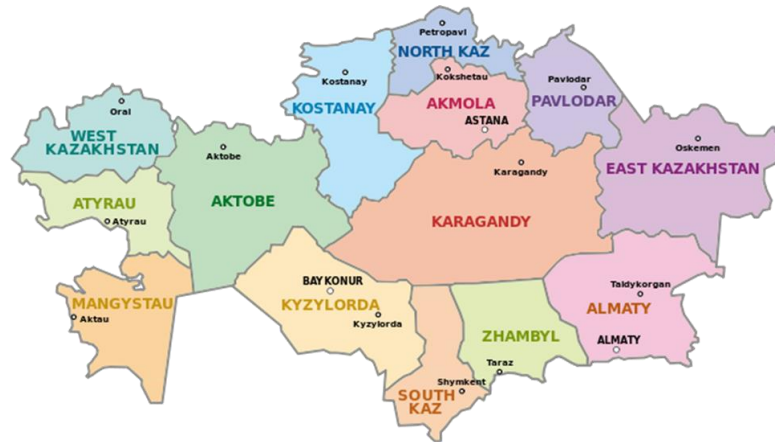 Petropavl
NORTH KAZ
Kostanay
Kokshetau
Pavlodar
KOSTANAY
AKMOLA
PAVLODAR
Oral
ASTANA
WEST
KAZAKHSTAN
Aktobe
Oskemen
Karagandy
EAST KAZAKHSTAN
ATYRAU
AKTOBE
Atyrau
KARAGANDY
BAYKONUR
Taldykorgan
MANGYSTAU
KYZYLORDA
ALMATY
Aktau
Kyzylorda
ZHAMBYL
ALMATY
Taraz
Shymkent
SOUTH
KAZ